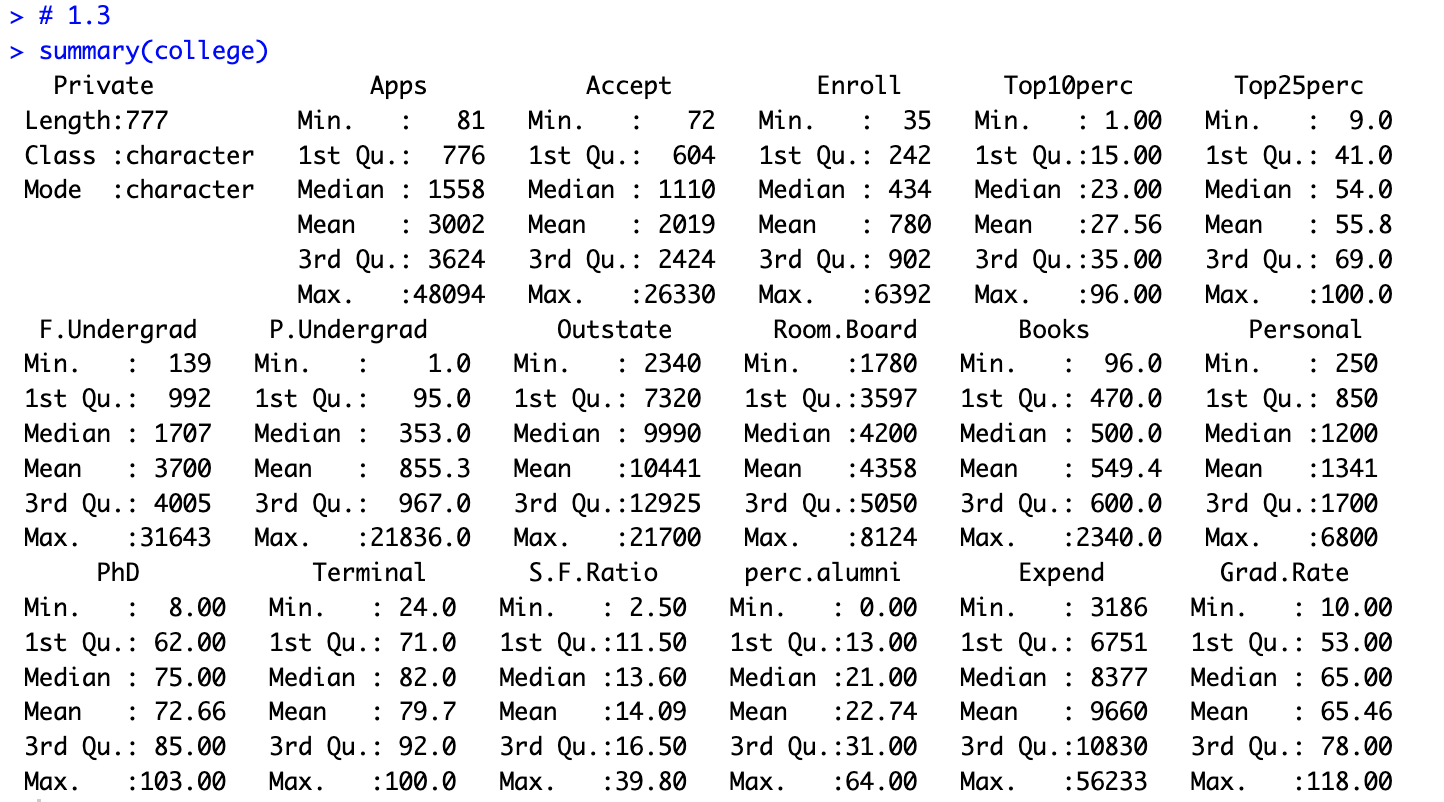 > # 1.3
> summary(college)
   Private               Apps           Accept          Enroll       Top10perc       Top25perc
 Length:777         Min.   :   81   Min.   :   72   Min.   :  35   Min.   : 1.00   Min.   :  9.0
 Class :character   1st Qu.:  776   1st Qu.:  604   1st Qu.: 242   1st Qu.:15.00   1st Qu.: 41.0
 Mode  :character   Median : 1558   Median : 1110   Median : 434   Median :23.00   Median : 54.0
                    Mean   : 3002   Mean   : 2019   Mean   : 780   Mean   :27.56   Mean   : 55.8
                    3rd Qu.: 3624   3rd Qu.: 2424   3rd Qu.: 902   3rd Qu.:35.00   3rd Qu.: 69.0
                    Max.   :48094   Max.   :26330   Max.   :6392   Max.   :96.00   Max.   :100.0
  F.Undergrad     P.Undergrad         Outstate       Room.Board       Books          Personal
 Min.   :  139   Min.   :    1.0   Min.   : 2340   Min.   :1780   Min.   :  96.0   Min.   : 250
 1st Qu.:  992   1st Qu.:   95.0   1st Qu.: 7320   1st Qu.:3597   1st Qu.: 470.0   1st Qu.: 850
 Median : 1707   Median :  353.0   Median : 9990   Median :4200   Median : 500.0   Median :1200
 Mean   : 3700   Mean   :  855.3   Mean   :10441   Mean   :4358   Mean   : 549.4   Mean   :1341
 3rd Qu.: 4005   3rd Qu.:  967.0   3rd Qu.:12925   3rd Qu.:5050   3rd Qu.: 600.0   3rd Qu.:1700
 Max.   :31643   Max.   :21836.0   Max.   :21700   Max.   :8124   Max.   :2340.0   Max.   :6800
      PhD            Terminal       S.F.Ratio      perc.alumni        Expend        Grad.Rate
 Min.   :  8.00   Min.   : 24.0   Min.   : 2.50   Min.   : 0.00   Min.   : 3186   Min.   : 10.00
 1st Qu.: 62.00   1st Qu.: 71.0   1st Qu.:11.50   1st Qu.:13.00   1st Qu.: 6751   1st Qu.: 53.00
 Median : 75.00   Median : 82.0   Median :13.60   Median :21.00   Median : 8377   Median : 65.00
 Mean   : 72.66   Mean   : 79.7   Mean   :14.09   Mean   :22.74   Mean   : 9660   Mean   : 65.46
 3rd Qu.: 85.00   3rd Qu.: 92.0   3rd Qu.:16.50   3rd Qu.:31.00   3rd Qu.:10830   3rd Qu.: 78.00
 Max.   :103.00   Max.   :100.0   Max.   :39.80   Max.   :64.00   Max.   :56233   Max.   :118.00